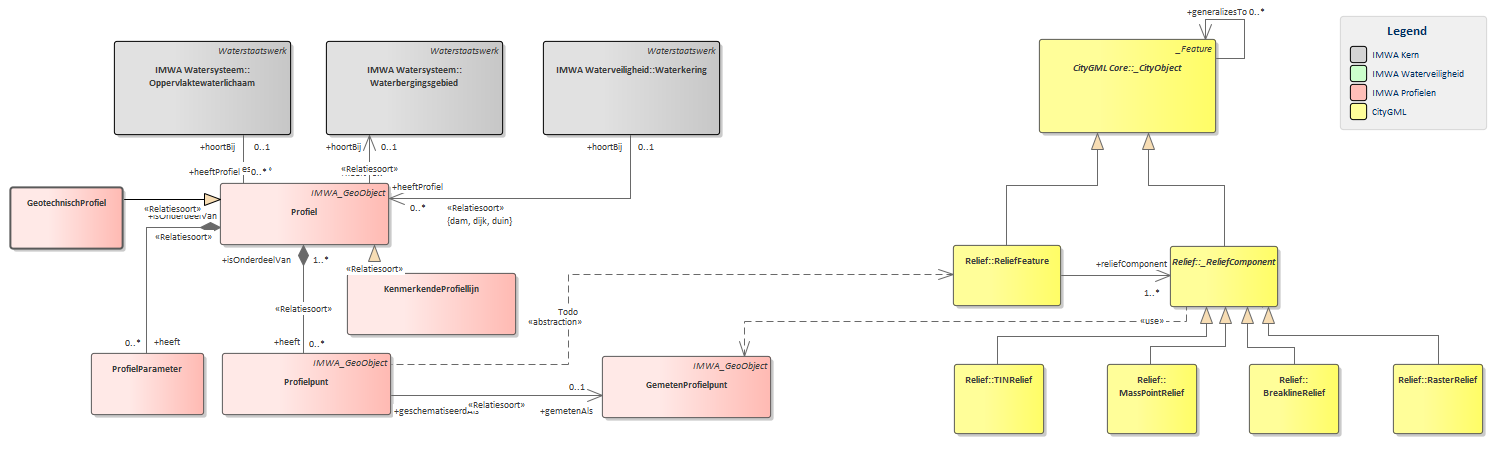 +generalizesTo 0..*
Waterstaatswerk
IMWA Watersysteem::
Oppervlaktewaterlichaam
Waterstaatswerk
IMWA Watersysteem::
Waterbergingsgebied
Waterstaatswerk
IMWA Waterveiligheid::Waterkering
_Feature
CityGML Core::_CityObject
Legend
IMWA Kern
IMWA Waterveiligheid
IMWA Profielen
CityGML
+hoortBij 0..1
+hoortBij 0..1
+hoortBij 0..1
+heeftProfiel
0..*
«Relatiesoort»
GeotechnischProfiel
«Relatiesoort»
+isOnderdeelVan
«Relatiesoort»
IMWA_GeoObject
Profiel
+heeftProfiel
0..*
«Relatiesoort»
{dam, dijk, duin}
+isOnderdeelVan 1..*
«Relatiesoort»
KenmerkendeProfiellijn
«Relatiesoort»
Relief::ReliefFeature
+reliefComponent
1..*
Relief::_ReliefComponent
Todo
«abstraction»
«use»
0..* +heeft
+heeft 0..*
ProfielParameter
IMWA_GeoObject
Profielpunt
IMWA_GeoObject
GemetenProfielpunt
0..1
+geschematiseerdAls
«Relatiesoort»
+gemetenAls
Relief::TINRelief
Relief::
MassPointRelief
Relief::
BreaklineRelief
Relief::RasterRelief